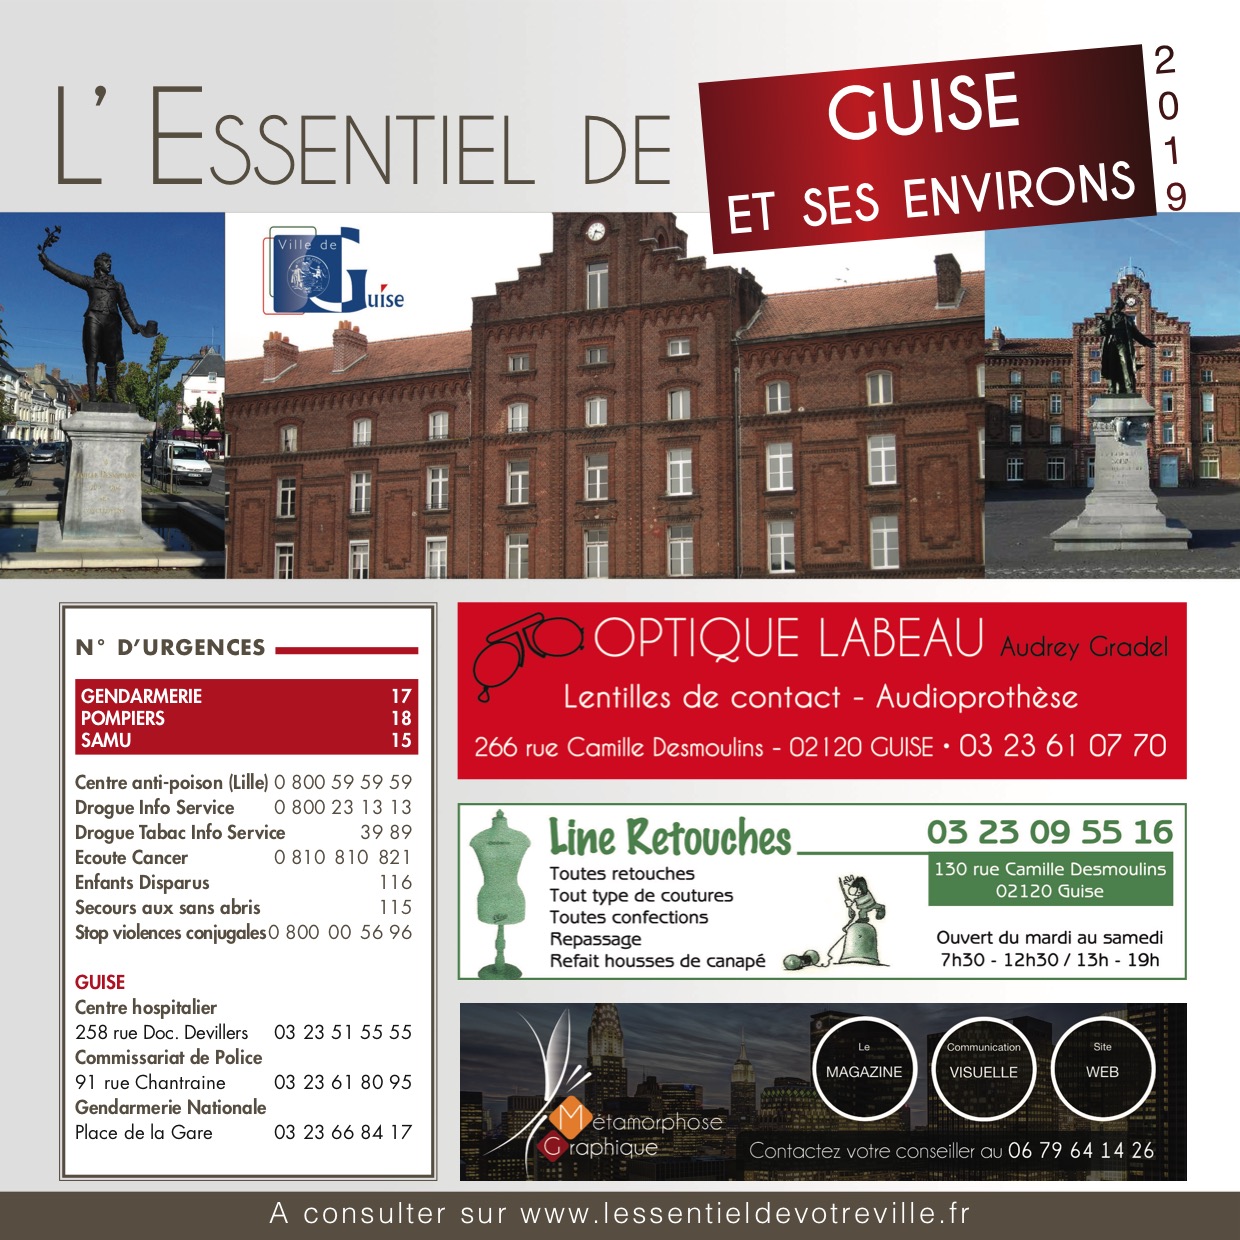 L' ESSENTIEL DE
GUISE
ET SES ENVIRONS
2019
Ville de
Guise
N° D'URGENCES
GENDARMERIE 17
POMPIERS 18
SAMU 15
Centre anti-poison (Lille) 0 800 59 59 59
Drogue Info Service 0 800 23 13 13
Drogue Tabac Info Service 39 89
Ecoute Cancer 0 810 810 821
Enfants Disparus 116
Secours aux sans abris 115
Stop violences conjugales 0 800 00 56 96
GUISE
Centre hospitalier
258 rue Doc. Devillers 03 23 51 55 55
Commissariat de Police
91 rue Chantraine 03 23 61 80 95
Gendarmerie Nationale
Place de la Gare 03 23 66 84 17
OPTIQUE LABEAU Audrey Gradel
Lentilles de contact - Audioprothèse
266 rue Camille Desmoulins - 02120 GUISE • 03 23 61 07 70
Line Retouches
Toutes retouches
Tout type de coutures
Toutes confections
Repassage
Refait housses de canapé
03 23 09 55 16
130 rue Camille Desmoulins
02120 Guise
Ouvert du mardi au samedi
7h30 - 12h30 / 13h - 19h
Métamorphose
Graphique
Le
MAGAZINE
Communication
VISUELLE
Site
WEB
Contactez votre conseiller au 06 79 64 14 26
A consulter sur www.lessentieldevotreville.fr